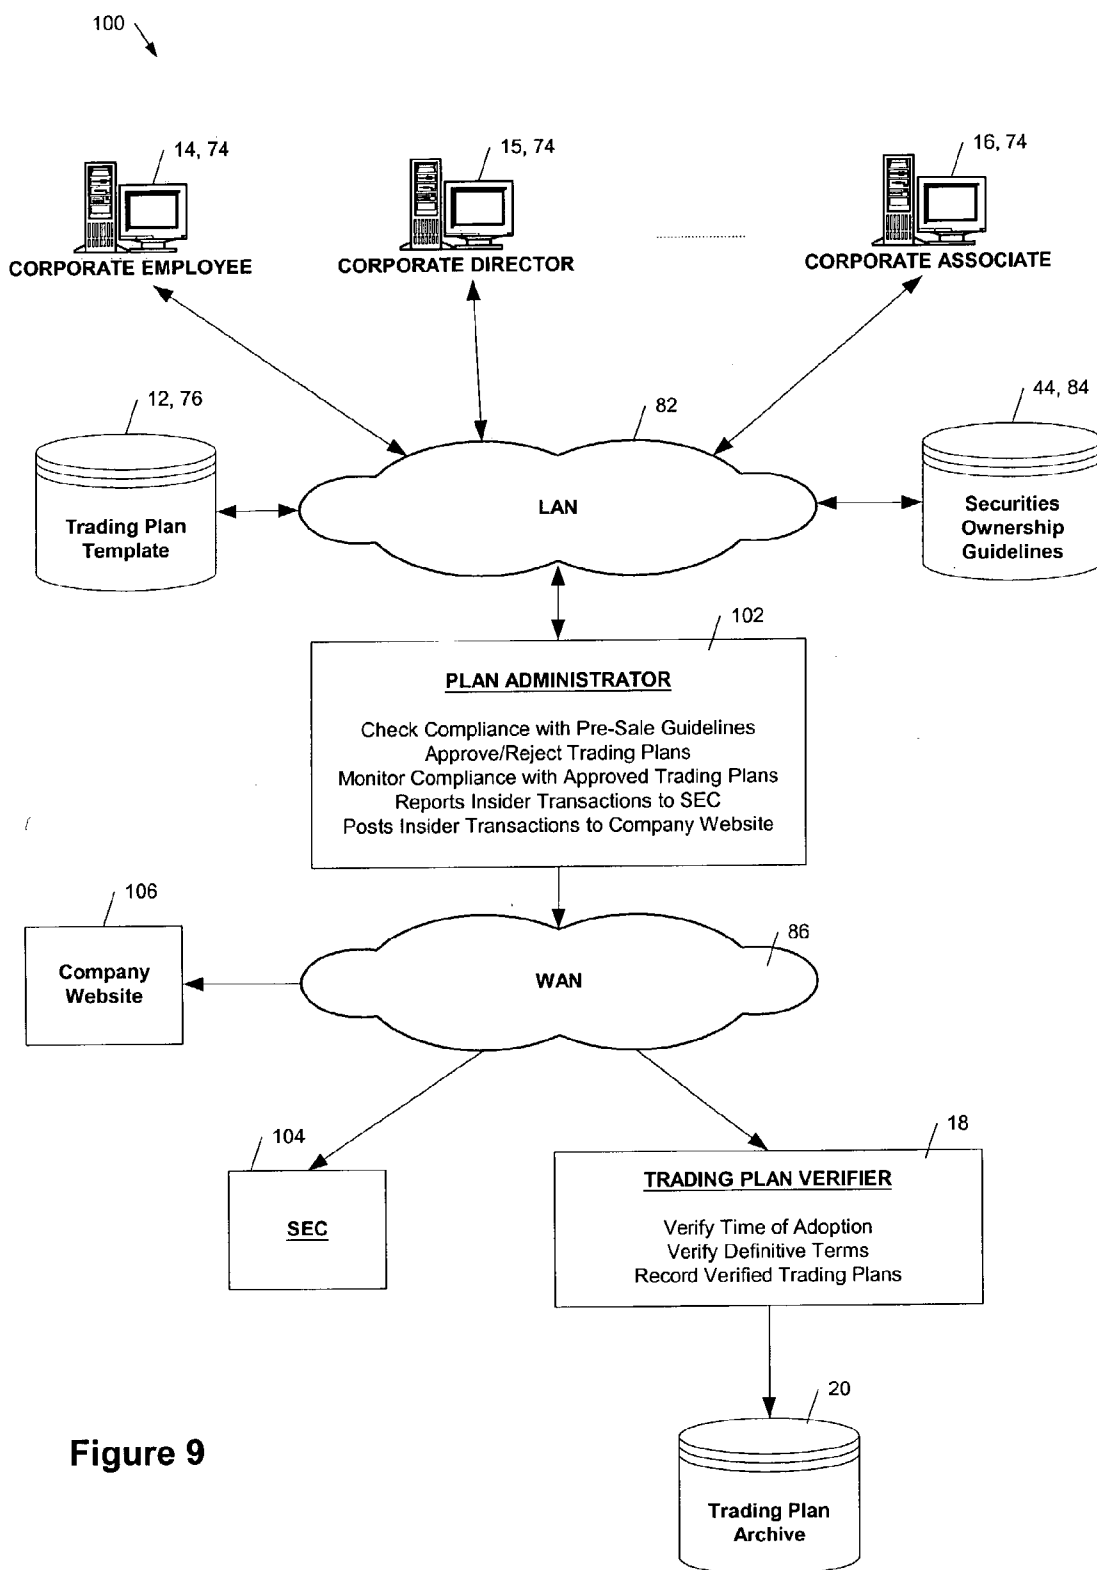 100
14, 74
15, 74
16, 74
CORPORATE EMPLOYEE
CORPORATE DIRECTOR
CORPORATE ASSOCIATE
12, 76
82
44, 84
Trading Plan
Template
LAN
Securities
Ownership
Guidelines
102
PLAN ADMINISTRATOR
Check Compliance with Pre-Sale Guidelines
Approve/Reject Trading Plans
Monitor Compliance with Approved Trading Plans
Reports Insider Transactions to SEC
Posts Insider Transactions to Company Website
106
86
Company
Website
WAN
104
18
SEC
TRADING PLAN VERIFIER
Verify Time of Adoption
Verify Definitive Terms
Record Verified Trading Plans
20
Figure 9
Trading Plan
Archive